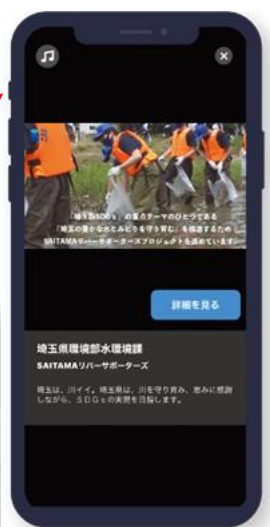 「埼玉版SDGs」の重点テーマのひとつである
『埼玉の豊かな水とみどりを守り育む』を推進するため
SAITAMAリバーサポーターズプロジェクトを進めています。
詳細を見る
埼玉県環境部水環境課
SAITAMAリバーサポーターズ
埼玉は、川イイ。埼玉県は、川を守り育み、恵みに感謝
しながら、SDGsの実現を目指します。